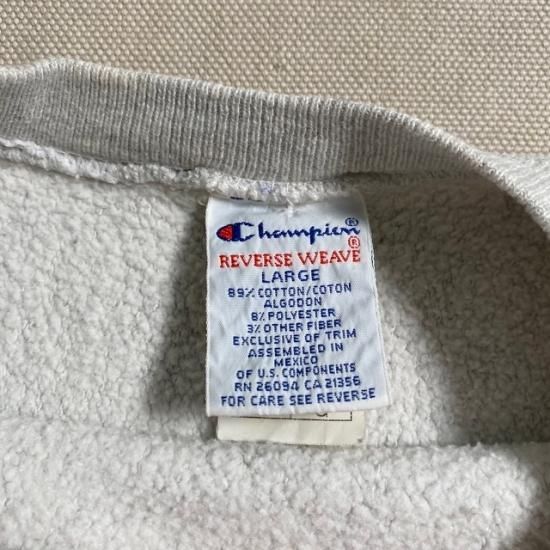 Champion®
REVERSE WEAVE®
LARGE
89% COTTON/COTON
ALGODON
8% POLYESTER
3% OTHER FIBER
EXCLUSIVE OF TRIM
ASSEMBLED IN
MEXICO
OF U.S. COMPONENTS
RN 26094 CA 21356
FOR CARE SEE REVERSE